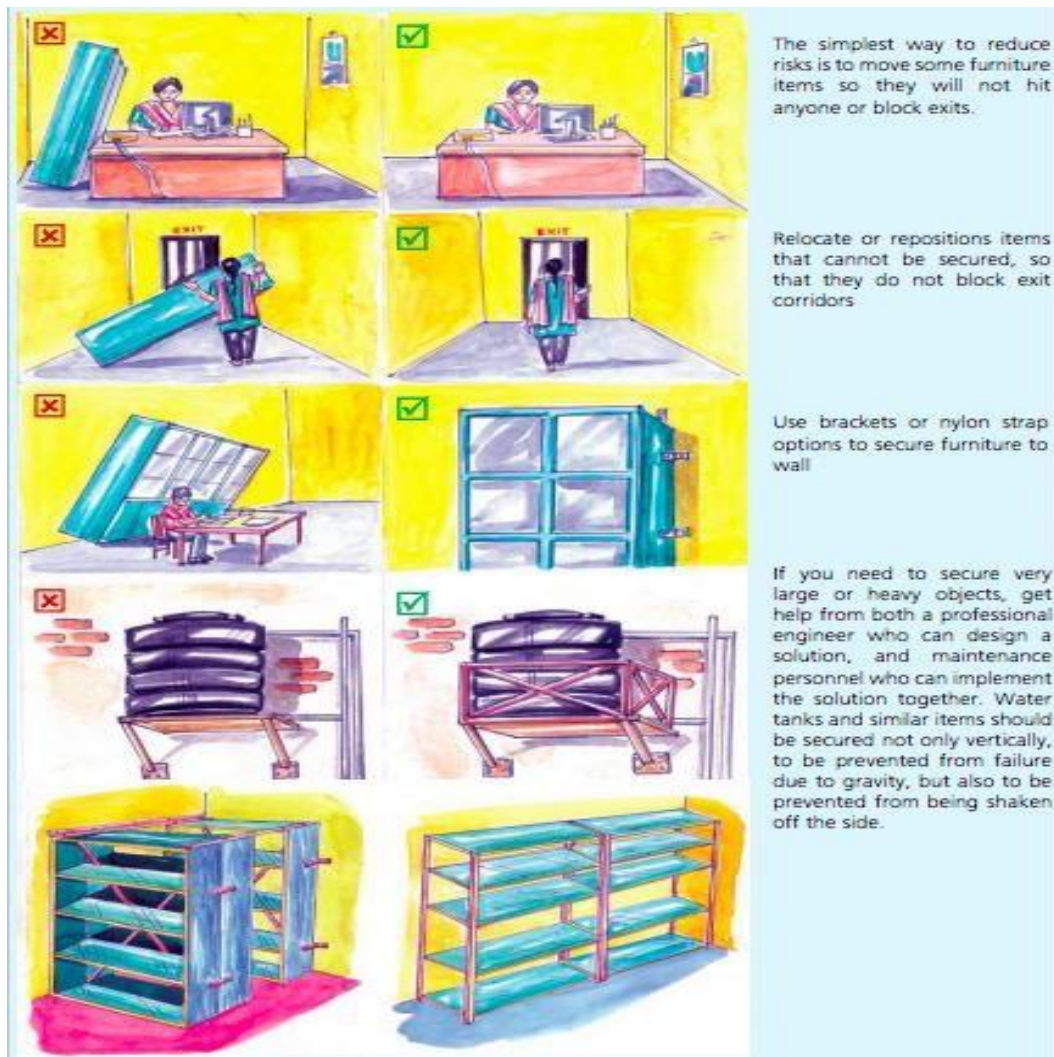 The simplest way to reduce
risks is to move some furniture
items so they will not hit
anyone or block exits.
EXIT
EXIT
Relocate or repositions items
that cannot be secured, so
that they do not block exit
corridors
Use brackets or nylon strap
options to secure furniture to
wall
If you need to secure very
large or heavy objects, get
help from both a professional
engineer who can design a
solution, and maintenance
personnel who can implement
the solution together. Water
tanks and similar items should
be secured not only vertically,
to be prevented from failure
due to gravity, but also to be
prevented from being shaken
off the side.